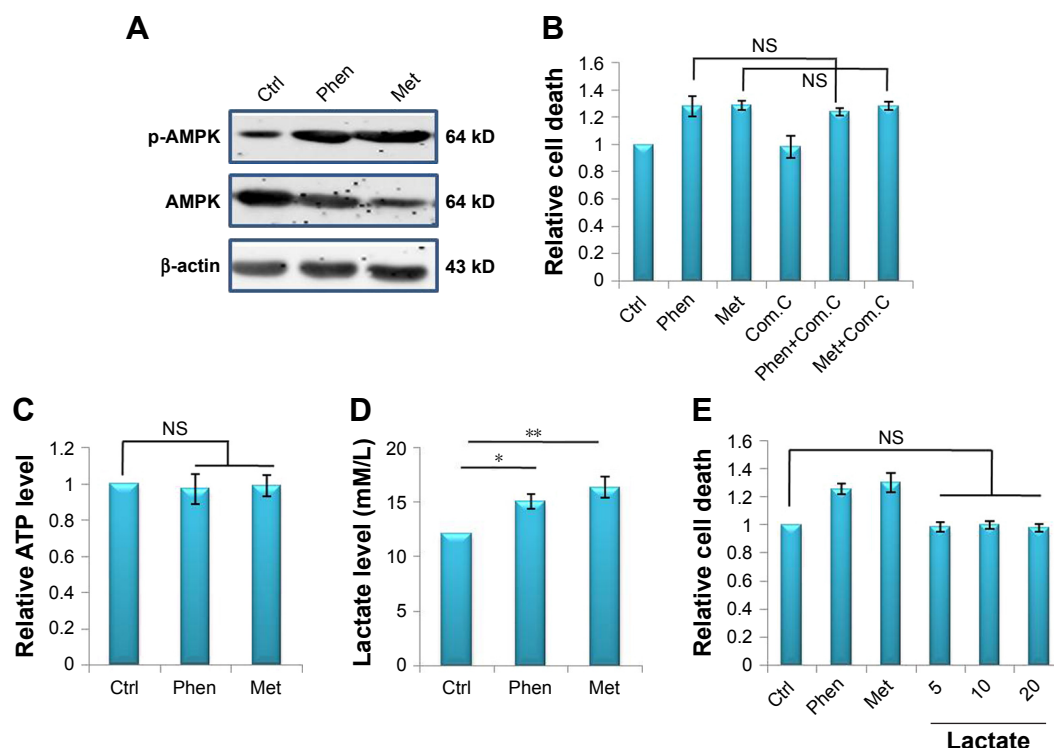 A
Ctrl Phen Met
p-AMPK 64 kD
AMPK 64 kD
β-actin 43 kD
B
Relative cell death
1.6
1.4
1.2
1
0.8
0.6
0.4
0.2
0
NS
NS
Ctrl Phen Met Com.C Phen+Com.C Met+Com.C
C
Relative ATP level
1.2
1
0.8
0.6
0.4
0.2
0
NS
Ctrl Phen Met
D
Lactate level (mM/L)
20
15
10
5
0
**
*
Ctrl Phen Met
E
Relative cell death
1.6
1.4
1.2
1
0.8
0.6
0.4
0.2
0
NS
Ctrl Phen Met 5 10 20
Lactate